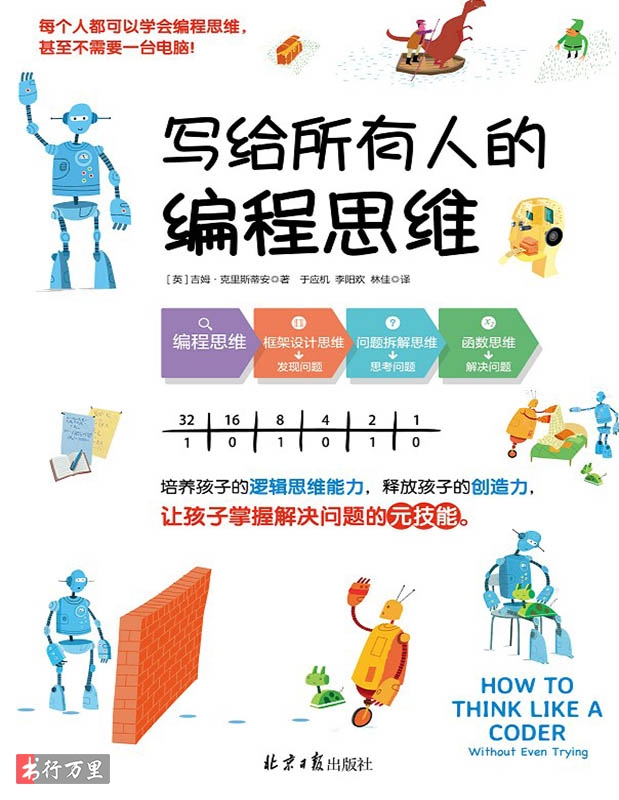 每个人都可以学会编程思维，
甚至不需要一台电脑！
写给所有人的
编程思维
［英］吉姆·克里斯蒂安◎著 于应机 李阳欢 林佳◎译
编程思维
框架设计思维
发现问题
问题拆解思维
?
思考问题
x₂
函数思维
解决问题
32 16 8 4 2 1
1 0 1 0 1 0
培养孩子的逻辑思维能力，释放孩子的创造力，
让孩子掌握解决问题的元技能。
HOW TO
THINK LIKE A
CODER
Without Even Trying
北京日报出版社
书行万里